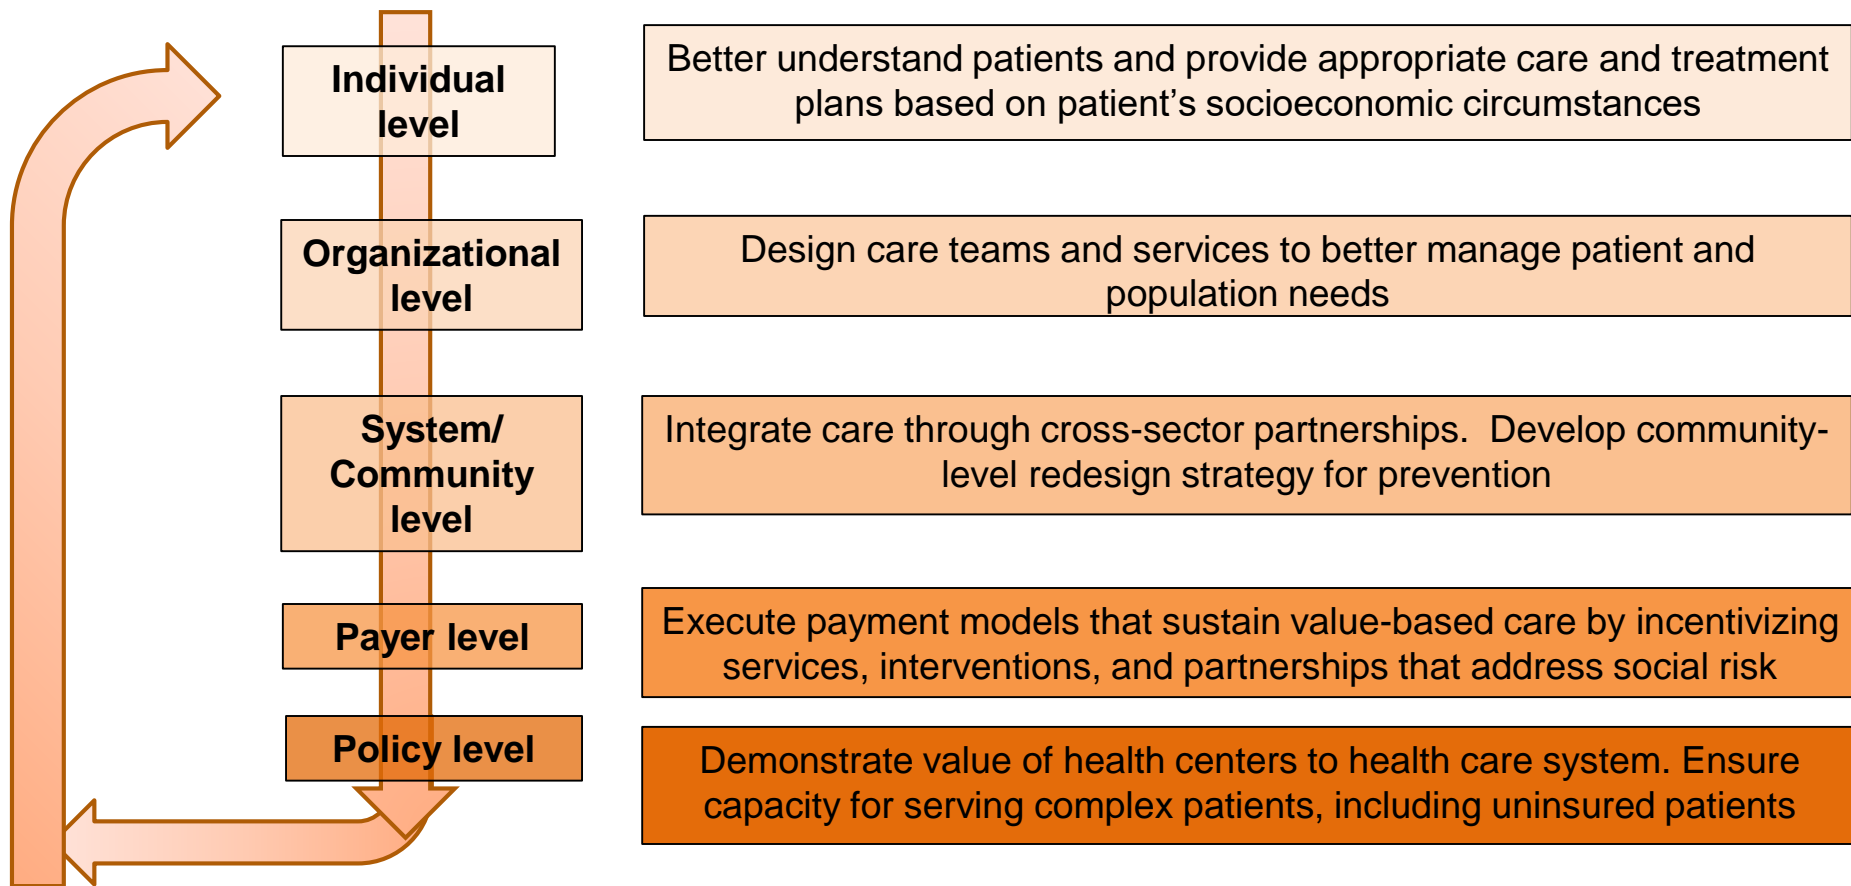 Individual
level
Better understand patients and provide appropriate care and treatment
plans based on patient’s socioeconomic circumstances
Organizational
level
Design care teams and services to better manage patient and
population needs
System/
Community
level
Integrate care through cross-sector partnerships.  Develop community-
level redesign strategy for prevention
Payer level
Execute payment models that sustain value-based care by incentivizing
services, interventions, and partnerships that address social risk
Policy level
Demonstrate value of health centers to health care system. Ensure
capacity for serving complex patients, including uninsured patients